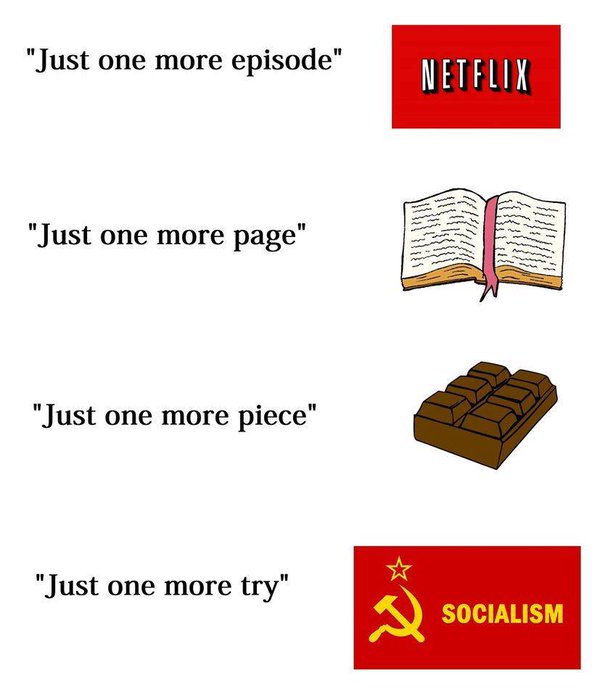 "Just one more episode"
NETFLIX
"Just one more page"
"Just one more piece"
"Just one more try"
SOCIALISM